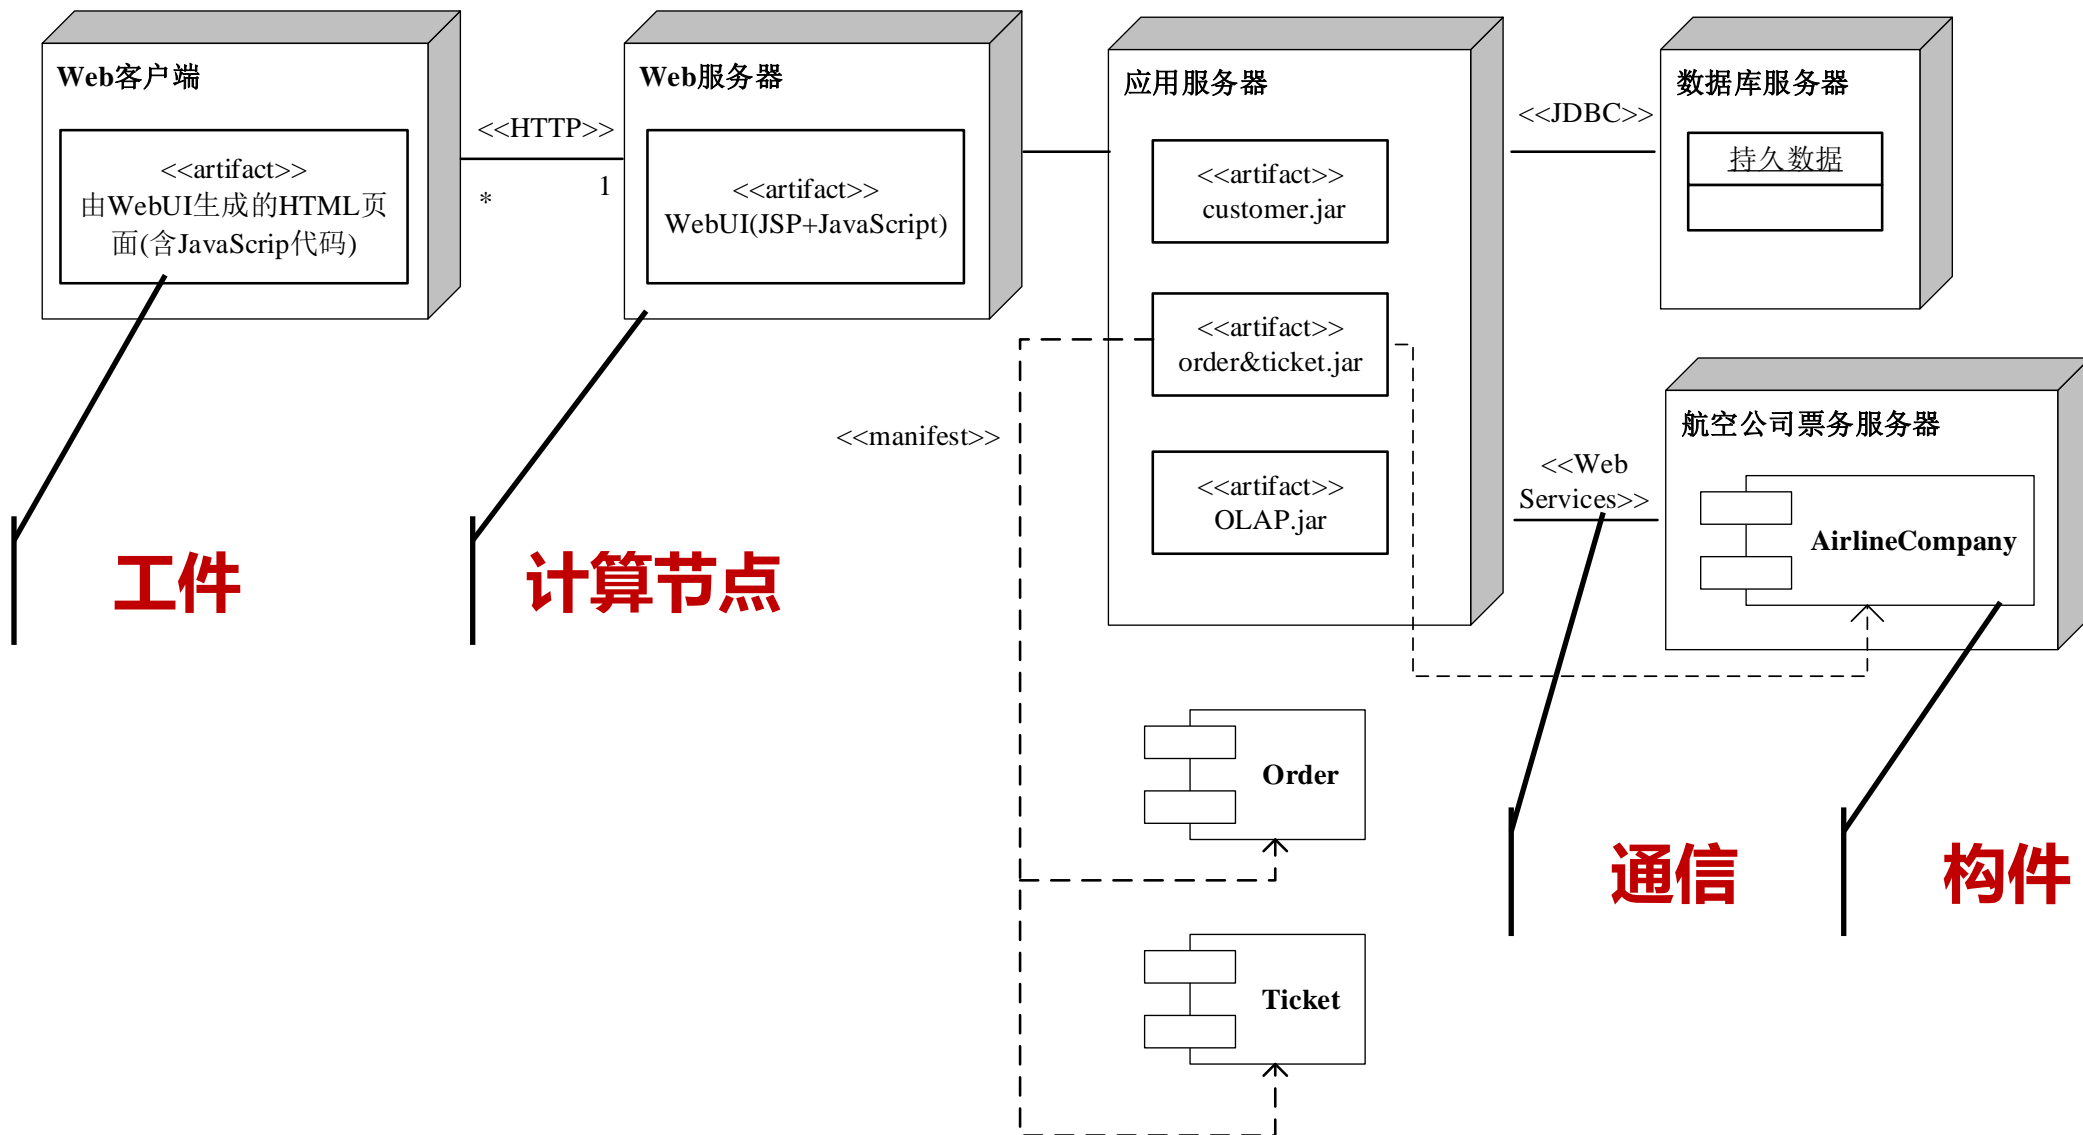 Web客户端
<<artifact>>
由WebUI生成的HTML页
面(含JavaScrip代码)
<<HTTP>>
*
1
Web服务器
<<artifact>>
WebUI(JSP+JavaScript)
应用服务器
<<artifact>>
customer.jar
<<artifact>>
order&ticket.jar
<<artifact>>
OLAP.jar
<<JDBC>>
数据库服务器
持久数据
<<manifest>>
<<Web
Services>>
航空公司票务服务器
AirlineCompany
工件
计算节点
Order
Ticket
通信
构件